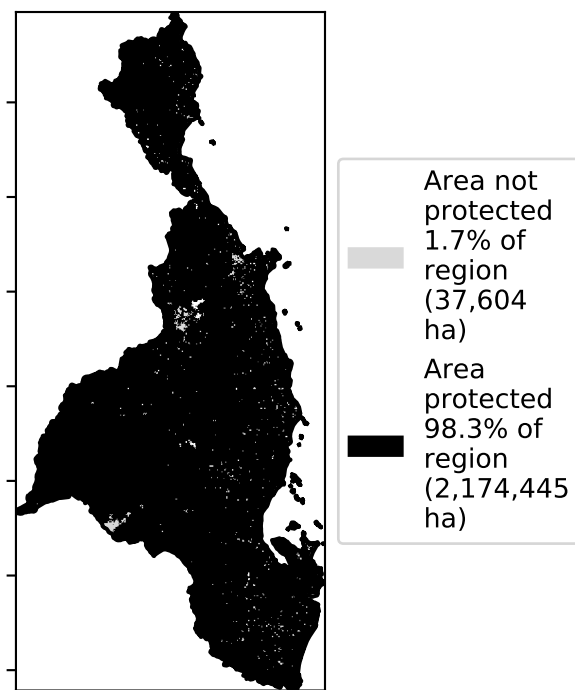 Area not
protected
1.7% of
region
(37,604
ha)
Area
protected
98.3% of
region
(2,174,445
ha)